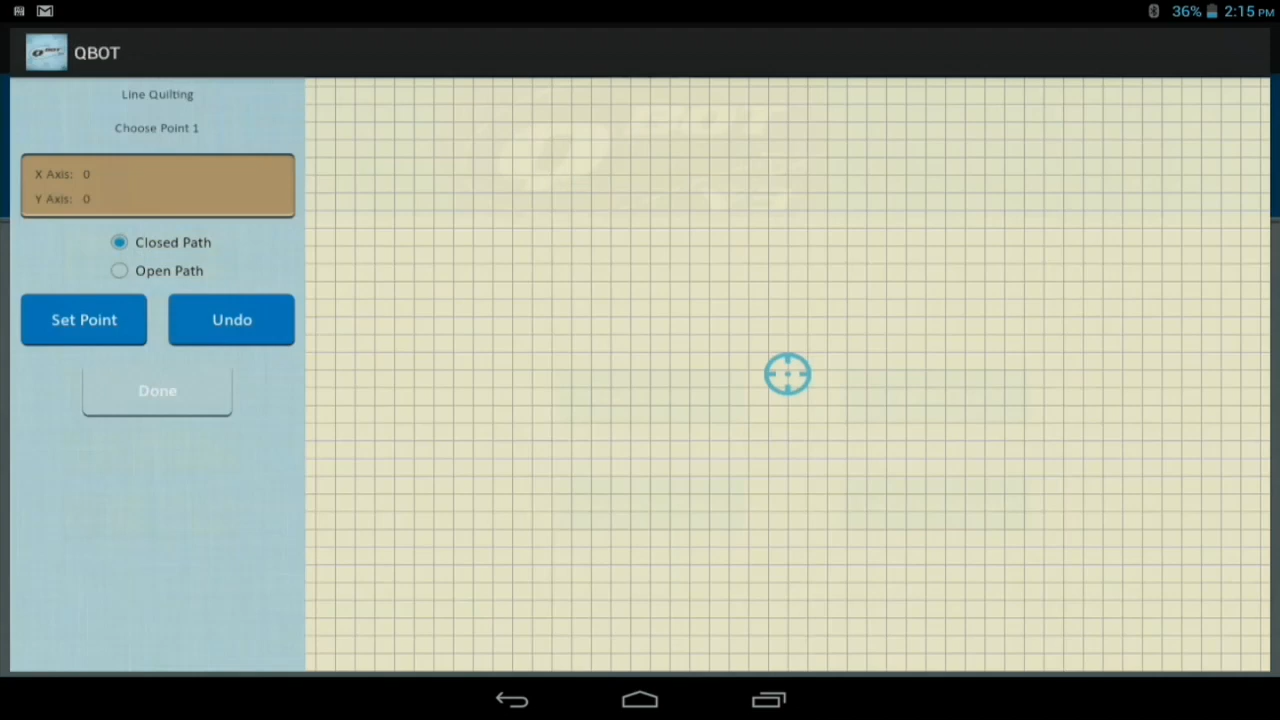 36% 2:15 PM
QBOT
Line Quilting
Choose Point 1
X Axis: 0
Y Axis: 0
Closed Path
Open Path
Set Point
Undo
Done